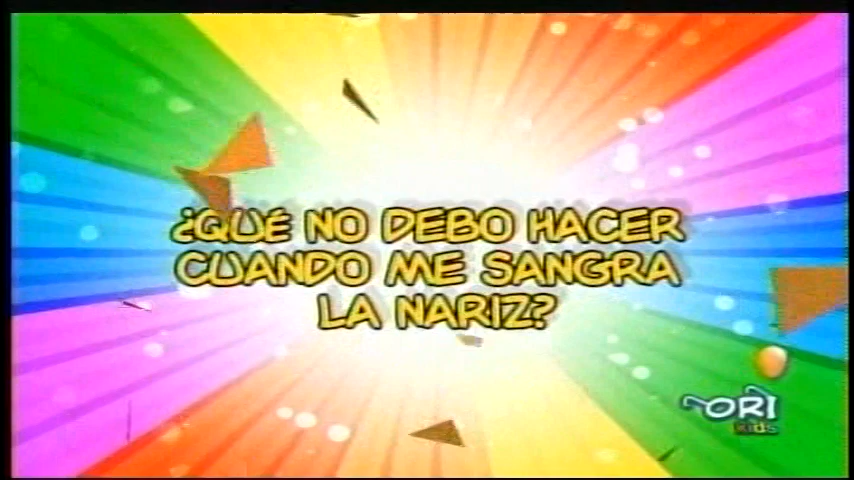 ¿QUÉ NO DEBO HACER
CUANDO ME SANGRA
LA NARIZ?
ORI
kids